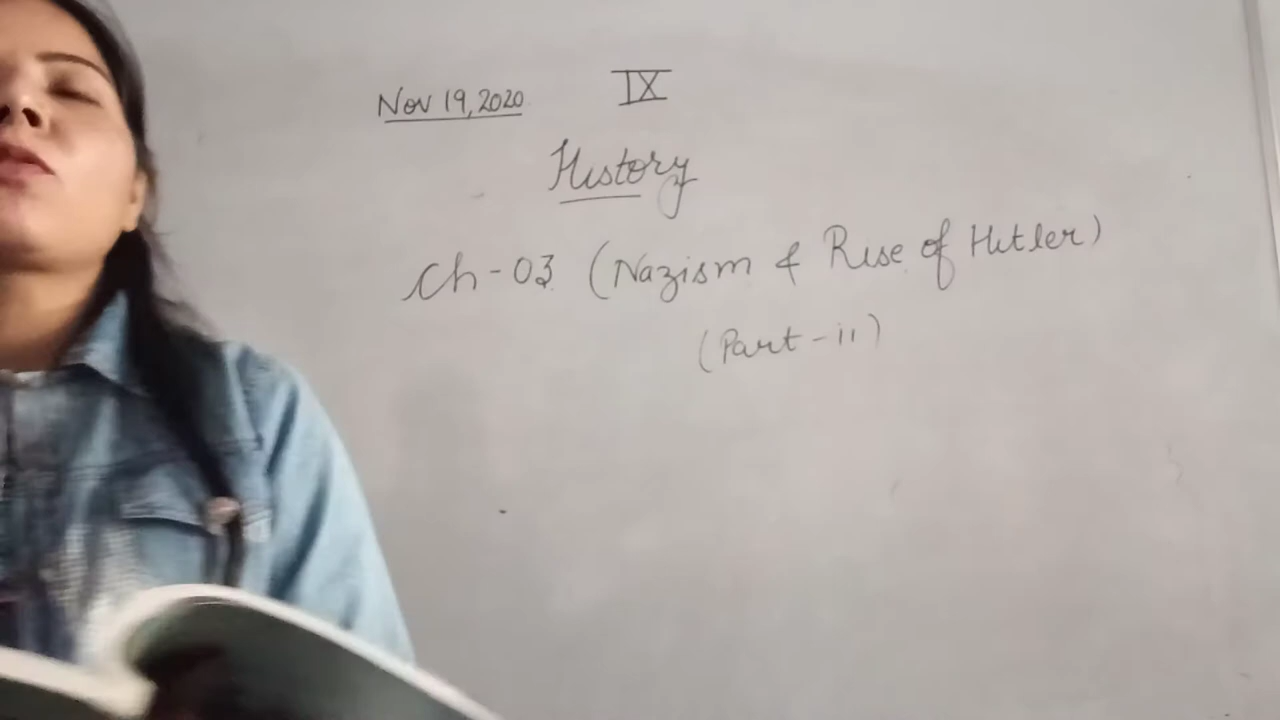 Nov 19, 2020 IX
History
Ch-03 (Nazism & Rise of Hitler)
(Part-ii)